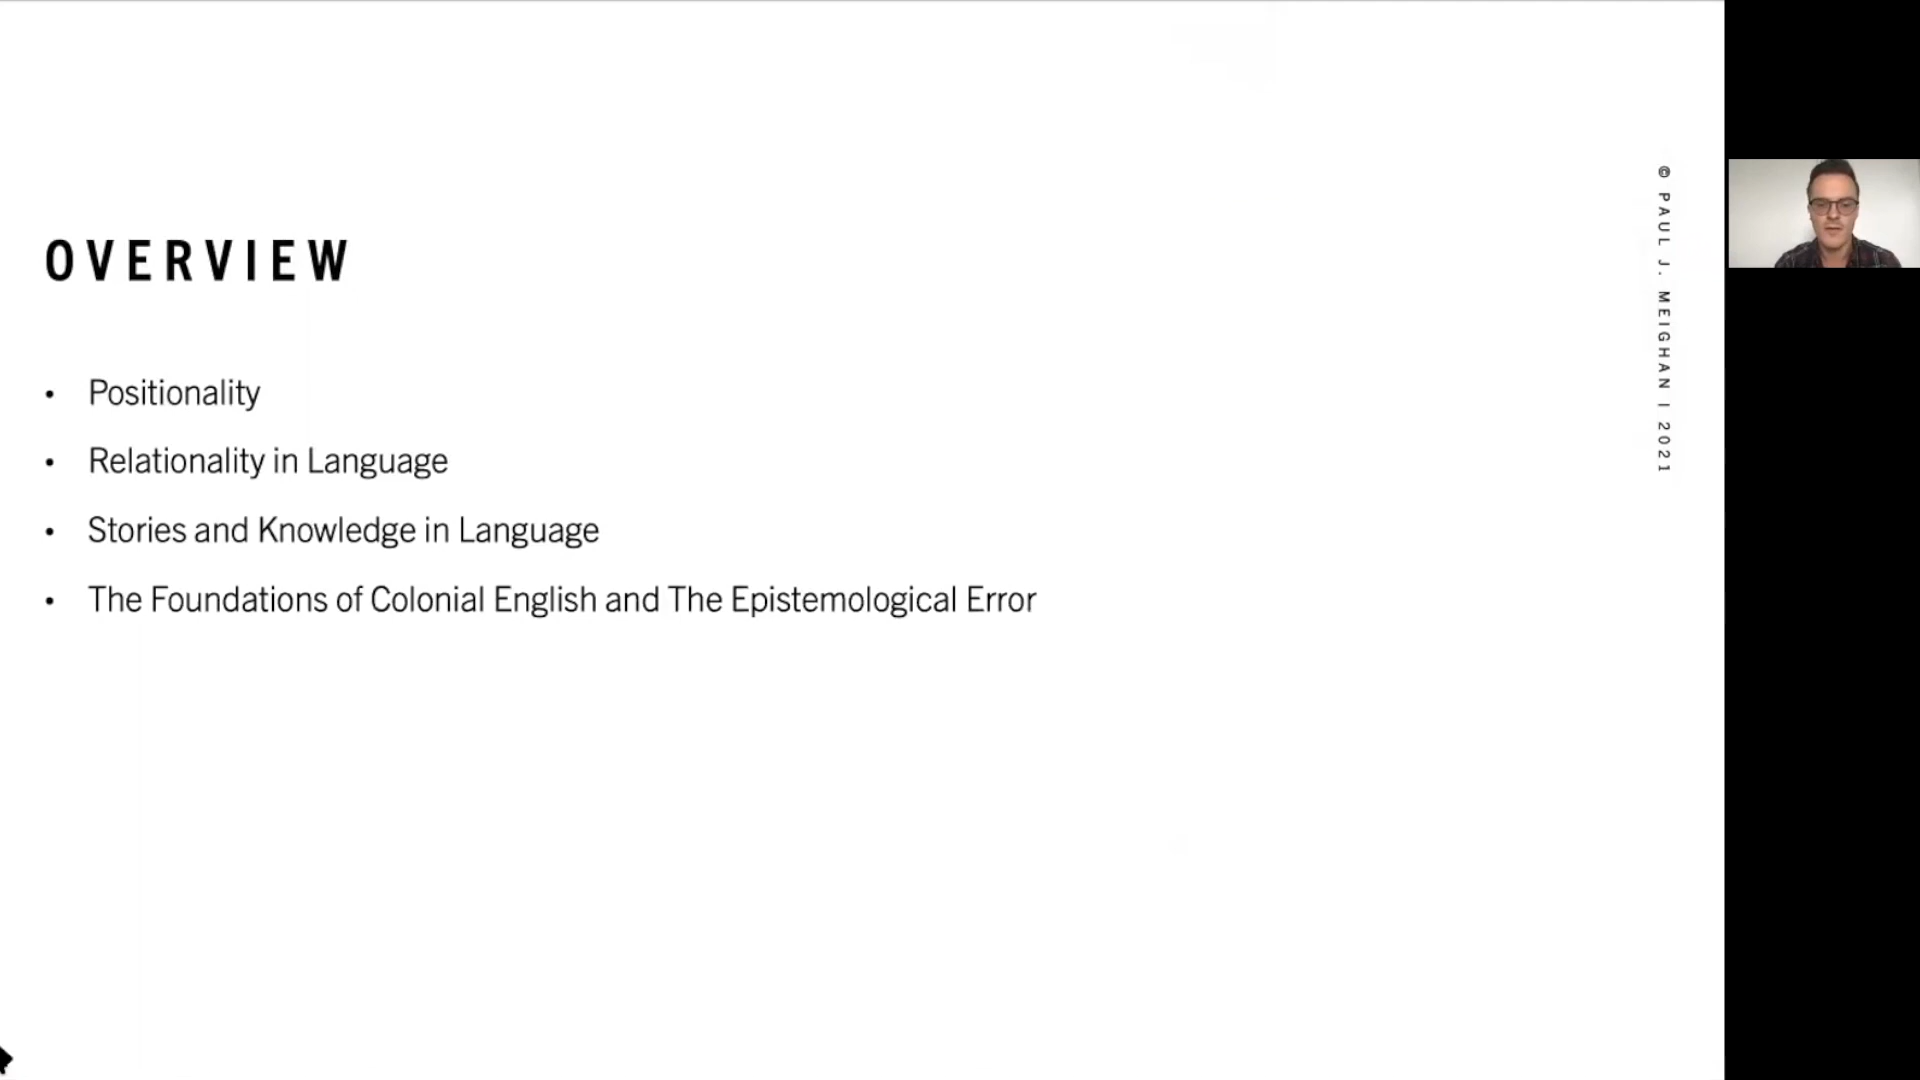 OVERVIEW
• Positionality
• Relationality in Language
• Stories and Knowledge in Language
• The Foundations of Colonial English and The Epistemological Error
© PAUL J. MEIGHAN I 2021